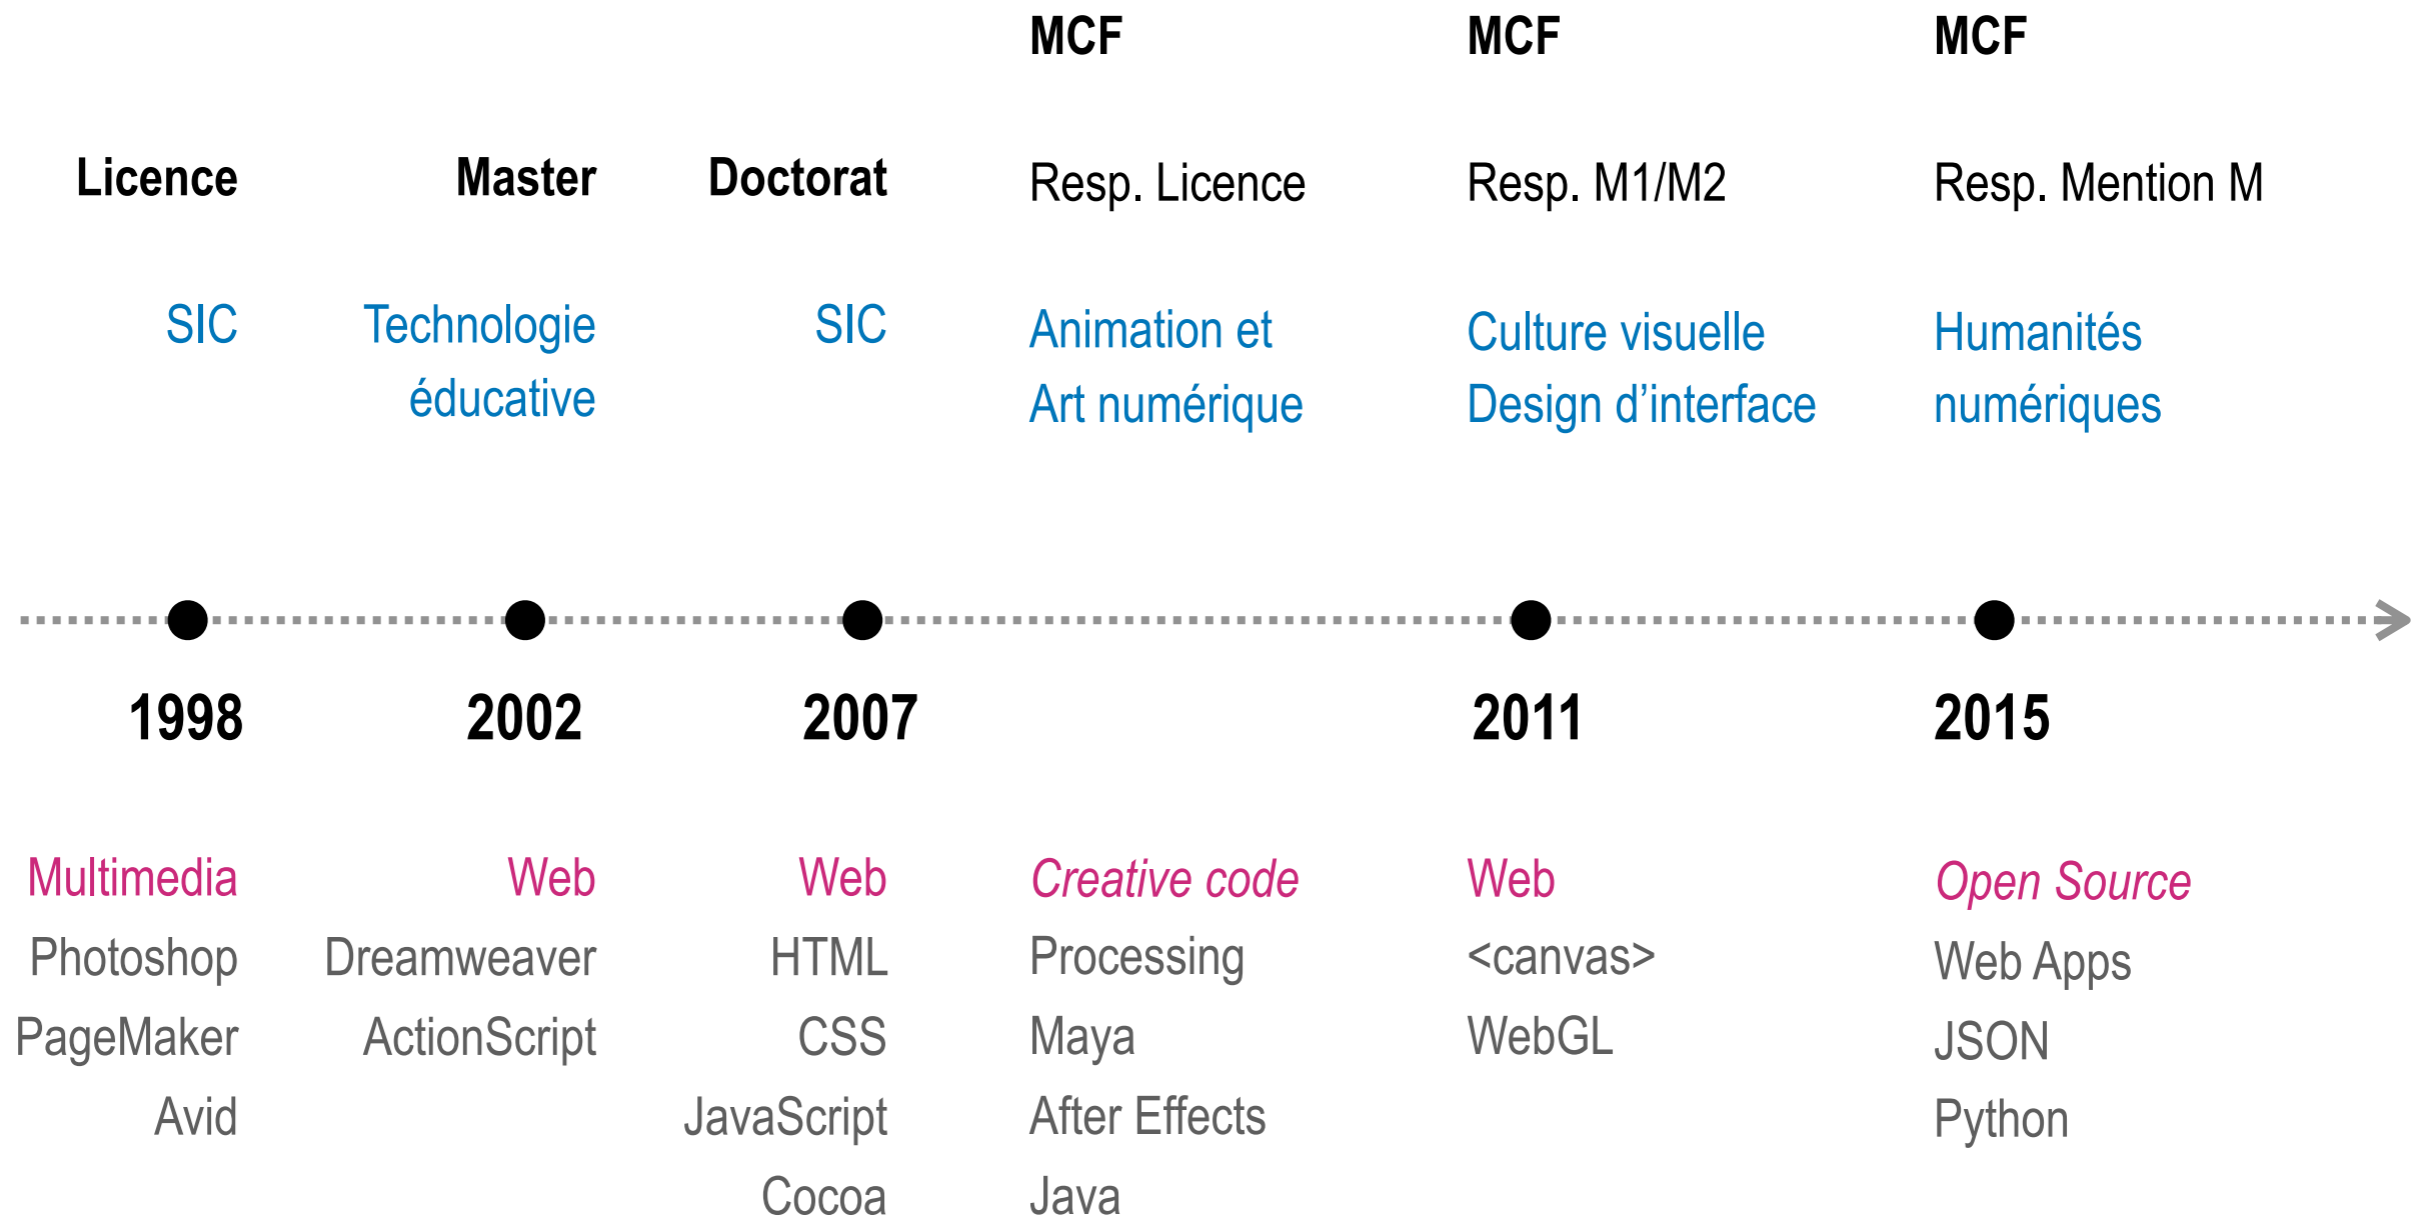 MCF
MCF
MCF
Licence
Master
Doctorat
Resp. Licence
Resp. M1/M2
Resp. Mention M
SIC
Technologie
éducative
SIC
Animation et
Art numérique
Culture visuelle
Design d’interface
Humanités
numériques
1998
2002
2007
2011
2015
Multimedia
Photoshop
PageMaker
Avid
Web
Dreamweaver
ActionScript
Web
HTML
CSS
JavaScript
Cocoa
Creative code
Processing
Maya
After Effects
Java
Web
<canvas>
WebGL
Open Source
Web Apps
JSON
Python